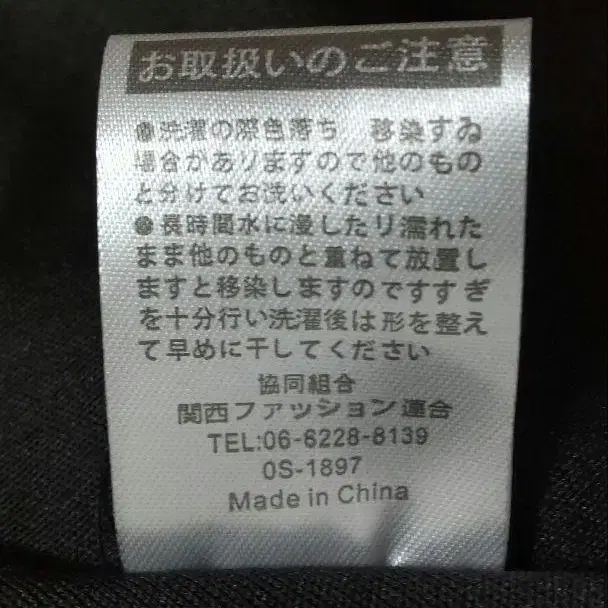 お取扱いのご注意
●洗濯の際色落ち 移染すゐ
場合がありますので他のもの
と分けてお洗いください
●長時間水に漫したり濡れた
まま他のものと重ねて放置し
ますと移染しますのですすぎ
を十分行い洗濯後は形を整え
て早めに干してください
協同組合
関西ファッション連合
TEL:06-6228-8139
OS-1897
Made in China